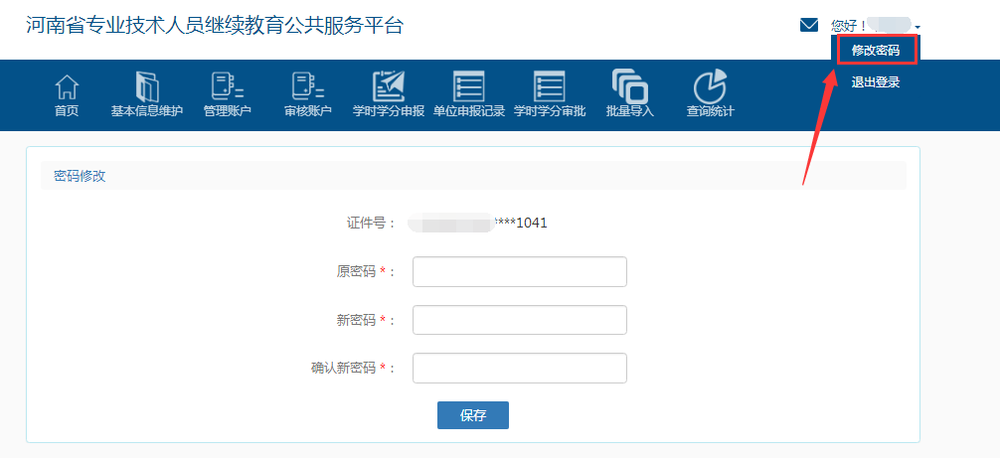 河南省专业技术人员继续教育公共服务平台
您好！
修改密码
退出登录
首页
基本信息维护
管理账户
审核账户
学时学分申报
单位申报记录
学时学分审批
批量导入
查询统计
密码修改
证件号：
****1041
原密码 *：
新密码 *：
确认新密码 *：
保存